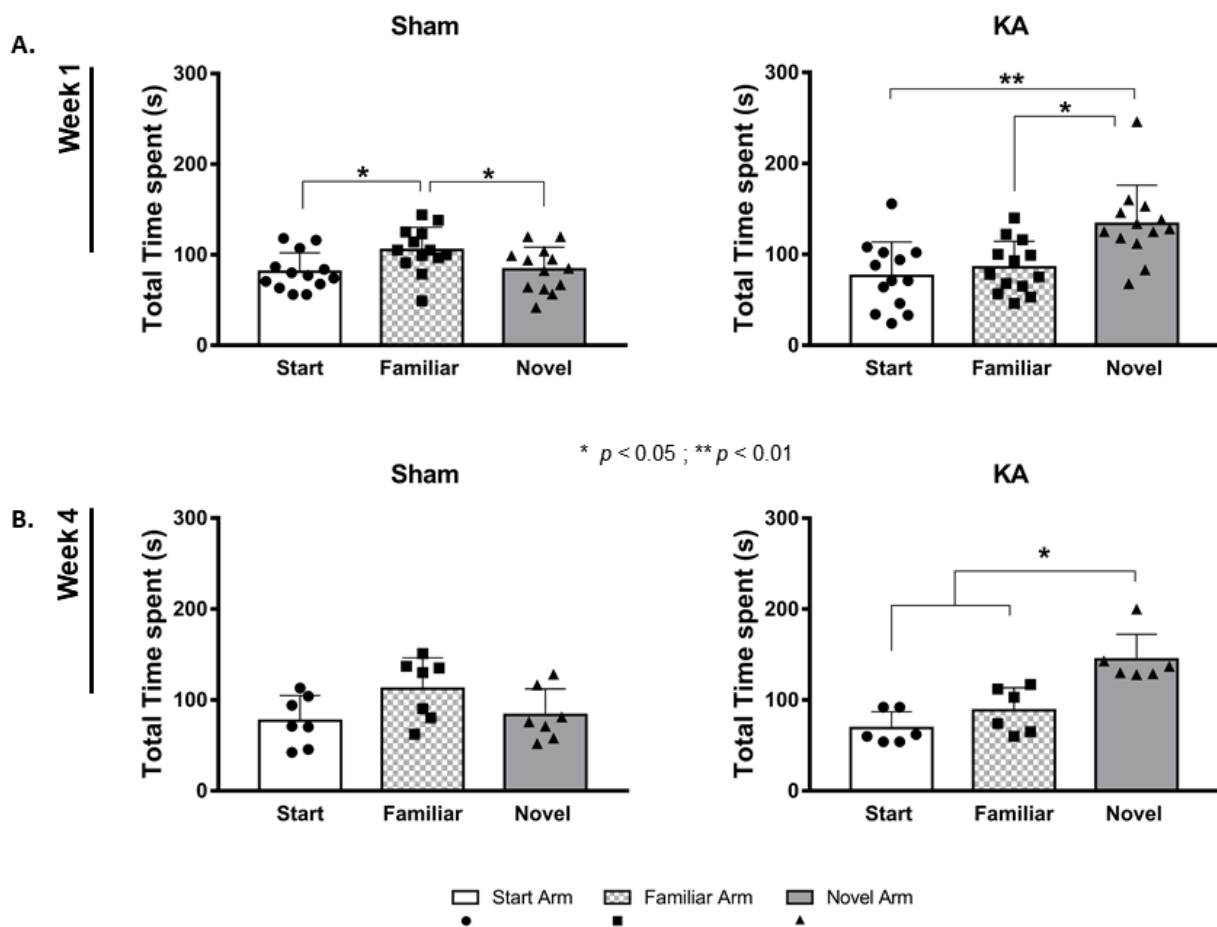 A.
Week 1
Sham
Total Time spent (s)
300
200
100
0
*
*
Start Familiar Novel
KA
Total Time spent (s)
300
200
100
0
**
*
Start Familiar Novel
* p < 0.05 ; ** p < 0.01
B.
Week 4
Sham
Total Time spent (s)
300
200
100
0
Start Familiar Novel
KA
Total Time spent (s)
300
200
100
0
*
Start Familiar Novel
Start Arm Familiar Arm Novel Arm